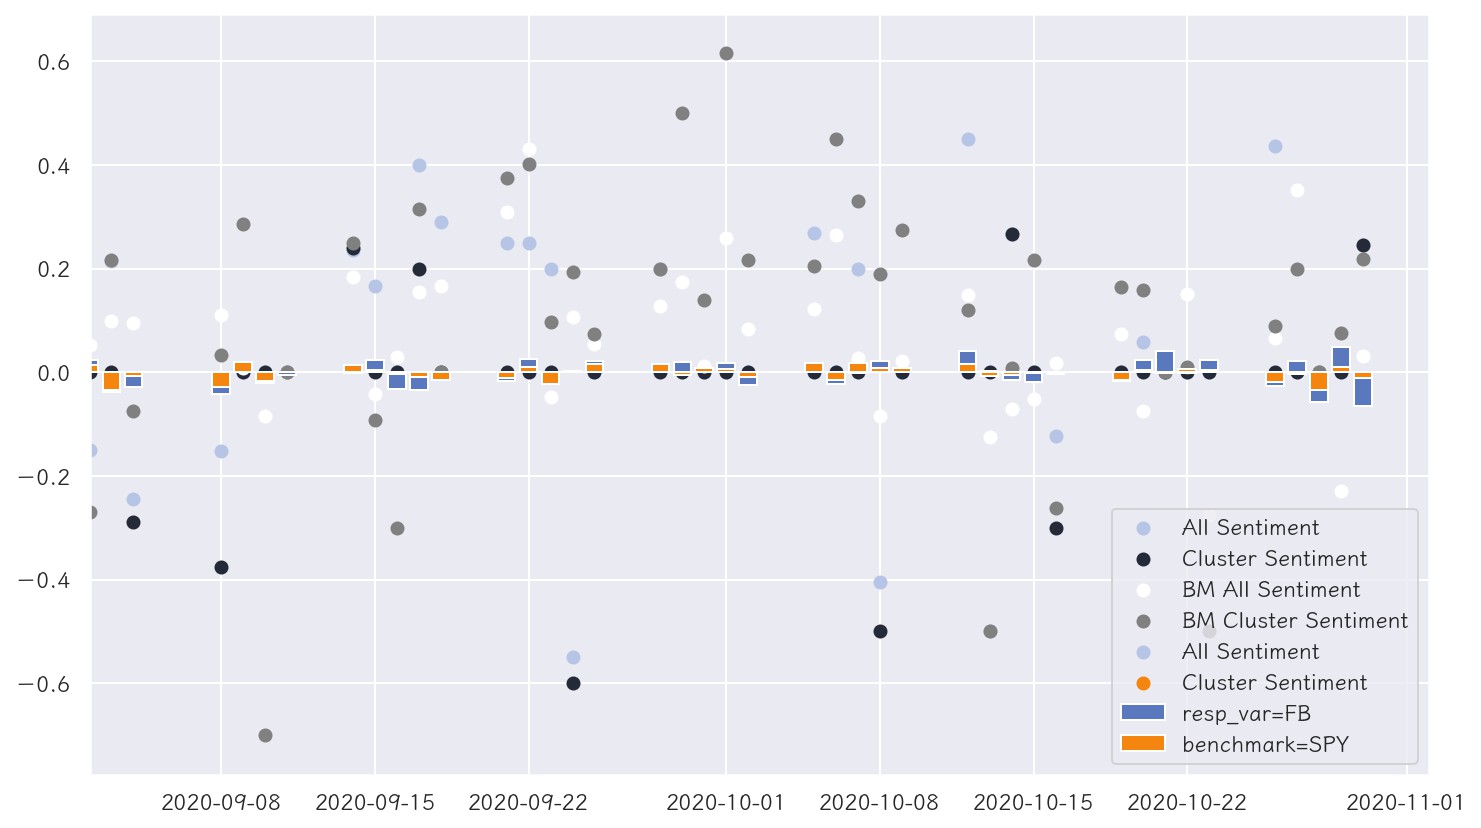 0.6
0.4
0.2
0.0
−0.2
−0.4
−0.6
All Sentiment
Cluster Sentiment
BM All Sentiment
BM Cluster Sentiment
All Sentiment
Cluster Sentiment
resp_var=FB
benchmark=SPY
2020-09-08 2020-09-15 2020-09-22 2020-10-01 2020-10-08 2020-10-15 2020-10-22 2020-11-01